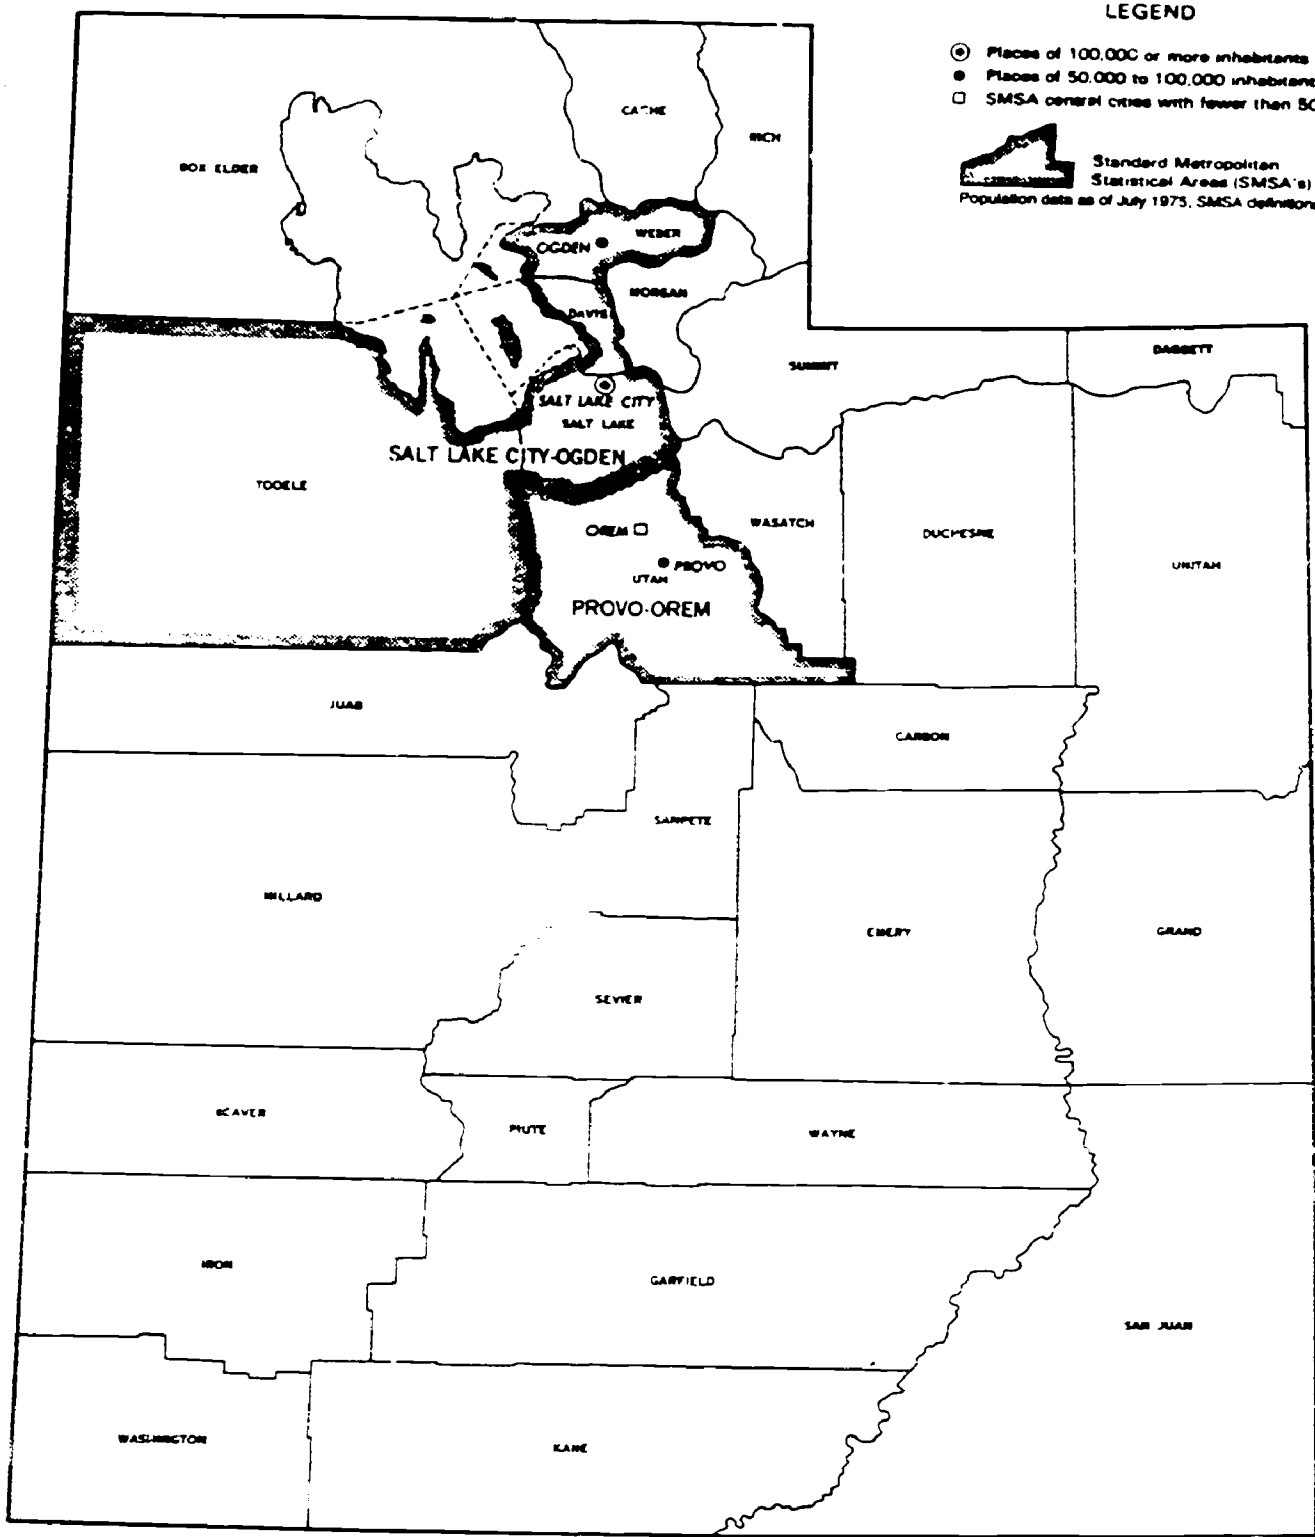 LEGEND
Places of 100,000 or more inhabitants
Places of 50,000 to 100,000 inhabitant
SMSA central cities with fewer than 50
Standard Metropolitan
Statistical Areas (SMSA's)
Population data as of July 1975, SMSA definition
CACHE
RICH
BOX ELDER
WEBER
OGDEN
MORGAN
DAVIS
DAGGETT
SUMMIT
SALT LAKE CITY
SALT LAKE
SALT LAKE CITY-OGDEN
TOOELE
WASATCH
OREM
DUCHESNE
UINTAH
PROVO
UTAH
PROVO-OREM
JUAB
CARBON
SANPETE
MILLARD
EMERY
GRAND
SEVIER
BEAVER
PIUTE
WAYNE
IRON
GARFIELD
SAN JUAN
WASHINGTON
KANE